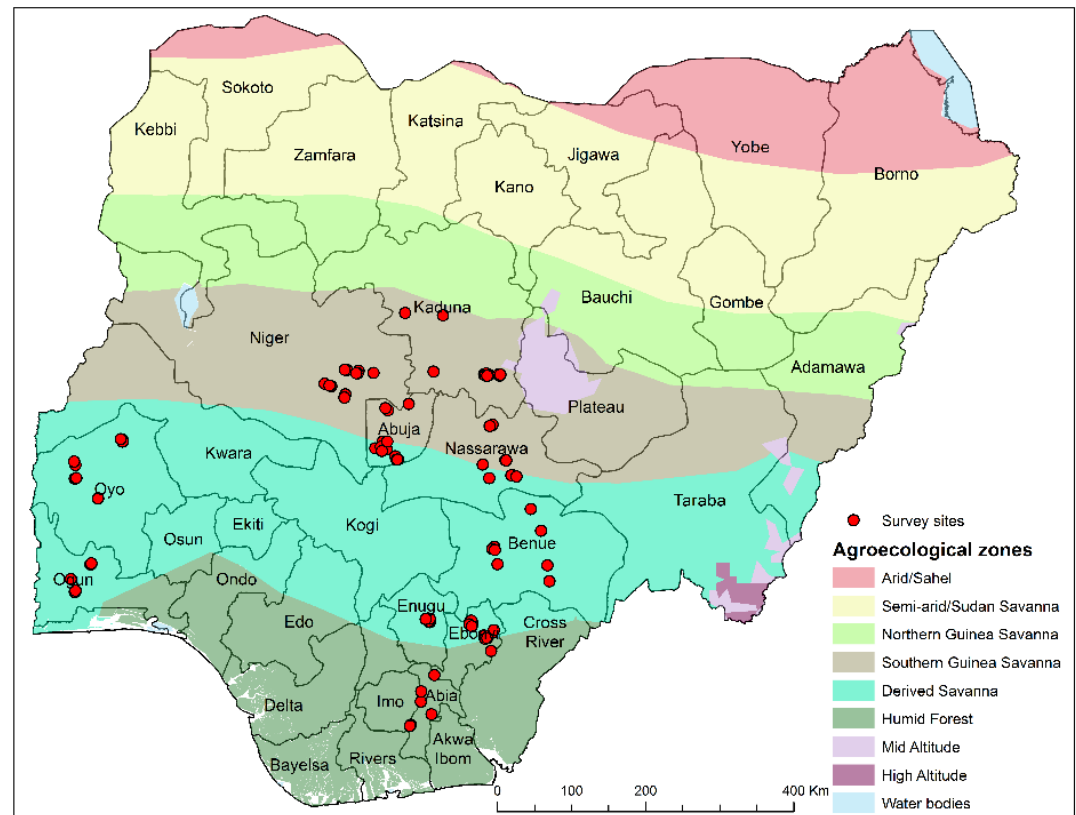 Sokoto
Kebbi
Zamfara
Katsina
Kano
Jigawa
Yobe
Borno
Kaduna
Bauchi
Gombe
Niger
Adamawa
Plateau
Abuja
Nassarawa
Kwara
Oyo
Taraba
Kogi
Ekiti
Osun
Benue
Ogun
Ondo
Edo
Enugu
Cross
River
Imo
Abia
Delta
Akwa
Ibom
Rivers
Bayelsa
Survey sites
Agroecological zones
Arid/Sahel
Semi-arid/Sudan Savanna
Northern Guinea Savanna
Southern Guinea Savanna
Derived Savanna
Humid Forest
Mid Altitude
High Altitude
Water bodies
0 100 200 400 Km